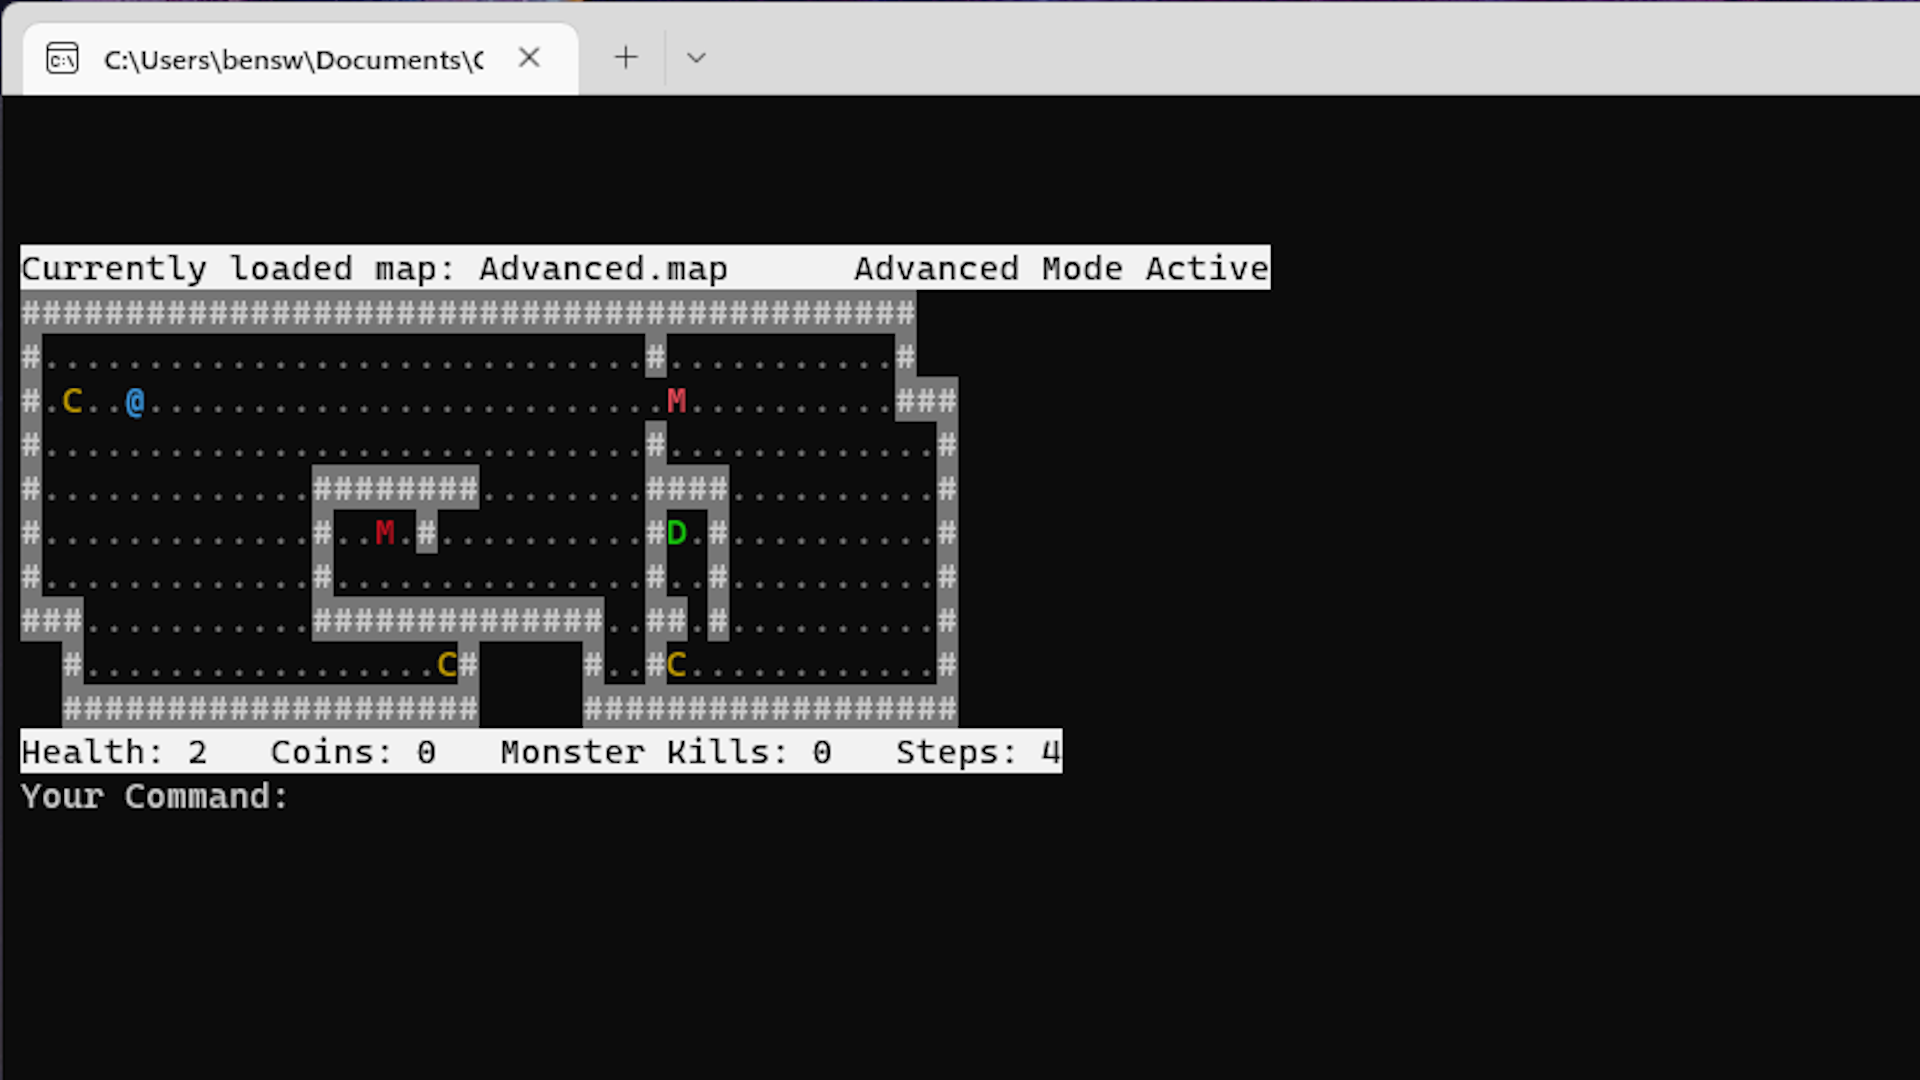 C:\Users\bensw\Documents\C
Currently loaded map: Advanced.map      Advanced Mode Active
###########################################
#.............................#...........#
#.C..@.........................M..........###
#.............................#.............#
#.............########........####..........#
#.............#..M.#..........#D.#..........#
#.............#...............#..#..........#
###...........##############..##.#..........#
  #.................C#     #..#C............#
  ####################     ##################
Health: 2   Coins: 0   Monster Kills: 0   Steps: 4
Your Command: